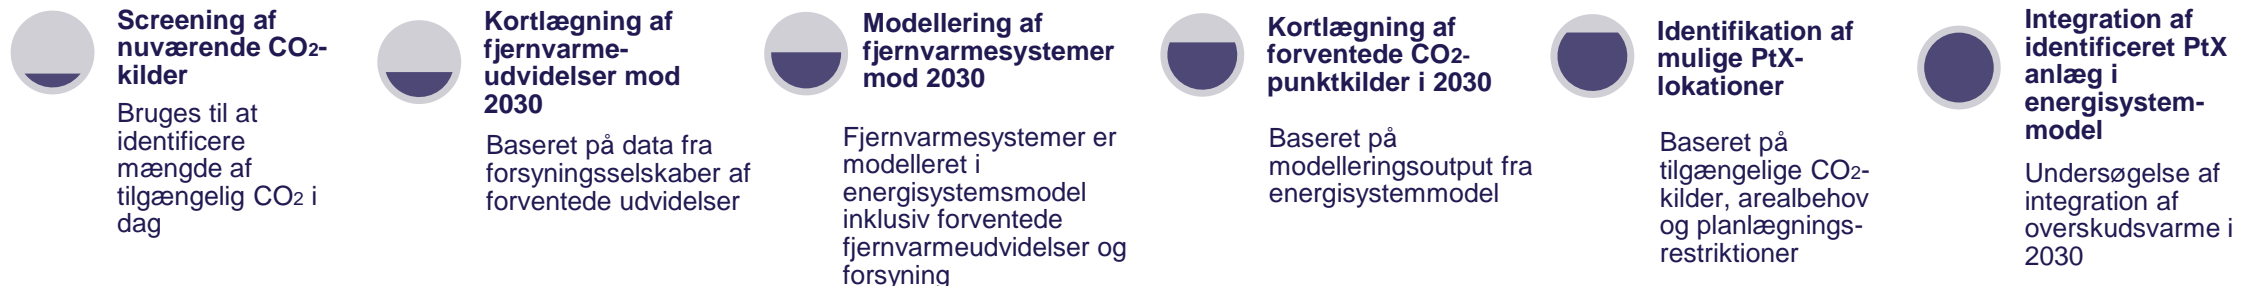 Screening af
nuværende CO2-
kilder
Bruges til at
identificere
mængde af
tilgængelig CO2 i
dag
Kortlægning af
fjernvarme-
udvidelser mod
2030
Baseret på data fra
forsyningsselskaber af
forventede udvidelser
Modellering af
fjernvarmesystemer
mod 2030
Fjernvarmesystemer er
modelleret i
energisystemsmodel
inklusiv forventede
fjernvarmeudvidelser og
forsyning
Kortlægning af
forventede CO2-
punktkilder i 2030
Baseret på
modelleringsoutput fra
energisystemmodel
Identifikation af
mulige PtX-
lokationer
Baseret på
tilgængelige CO2-
kilder, arealbehov
og planlægnings-
restriktioner
Integration af
identificeret PtX
anlæg i
energisystem-
model
Undersøgelse af
integration af
overskudsvarme i
2030